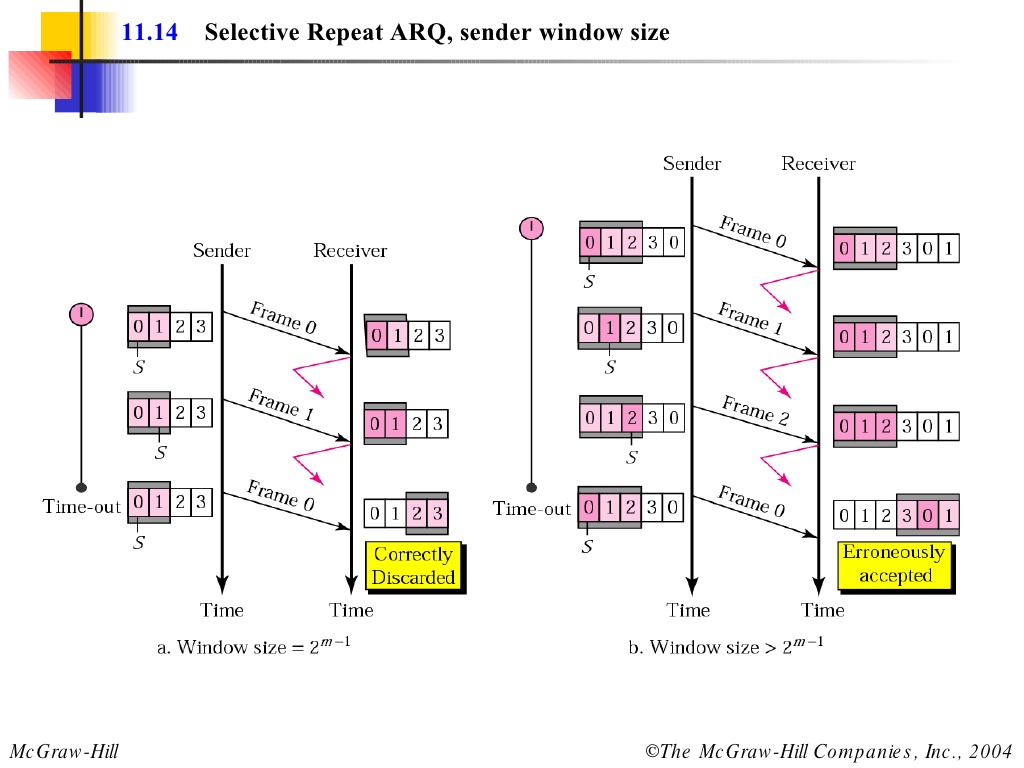 11.14 Selective Repeat ARQ, sender window size
Sender Receiver
Frame 0
0 1 2 3
S
0 1 2 3
Frame 1
0 1 2 3
S
0 1 2 3
Time-out
Frame 0
0 1 2 3
S
0 1 2 3
Correctly
Discarded
Time Time
a. Window size = 2^{m−1}
Sender Receiver
Frame 0
0 1 2 3 0
S
0 1 2 3 0 1
Frame 1
0 1 2 3 0
S
0 1 2 3 0 1
Frame 2
0 1 2 3 0
S
0 1 2 3 0 1
Time-out
Frame 0
0 1 2 3 0
S
0 1 2 3 0 1
Erroneously
accepted
Time Time
b. Window size > 2^{m−1}
McGraw-Hill ©The McGraw-Hill Companies, Inc., 2004